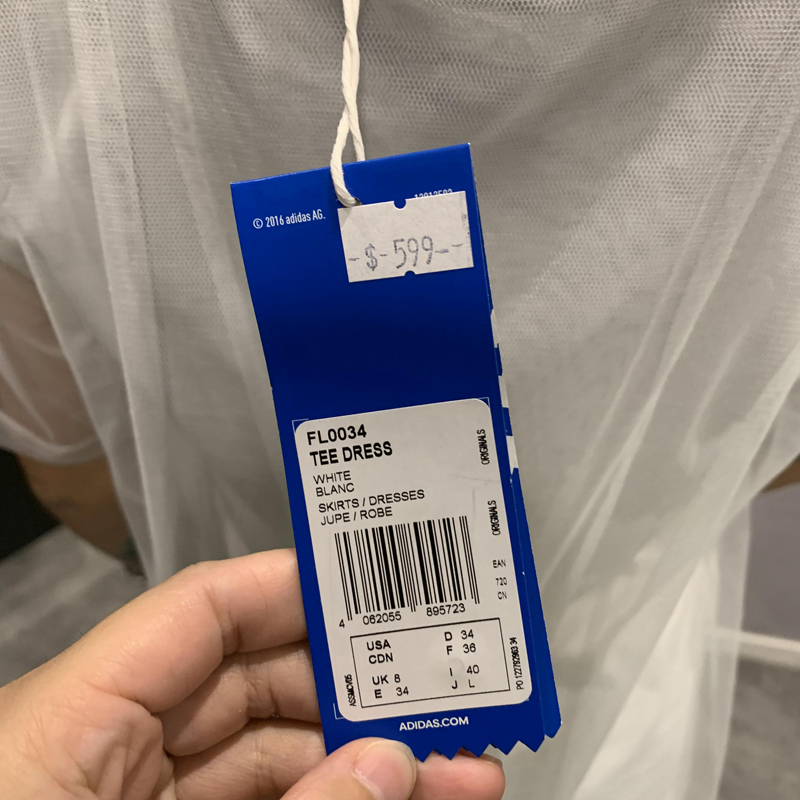 © 2016 adidas AG.
-$-599--
FL0034
TEE DRESS
WHITE
BLANC
SKIRTS / DRESSES
JUPE / ROBE
ORIGINALS
ORIGINALS
EAN
720
CN
4 062055 895723
USA
CDN
UK 8
E 34
D 34
F 36
I 40
J L
ADIDAS.COM